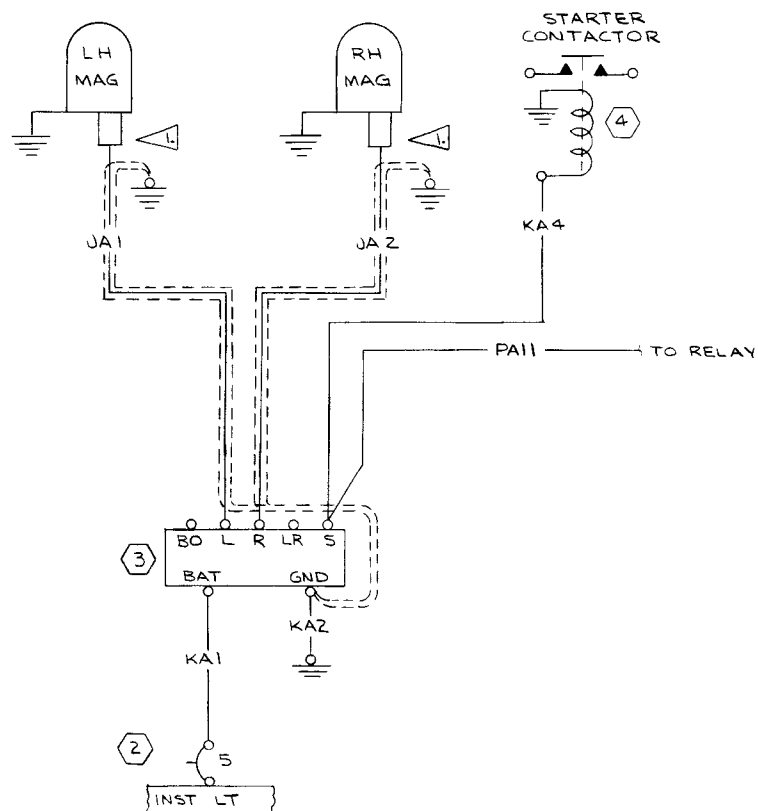 STARTER
CONTACTOR
LH
MAG
RH
MAG
1.
1.
4
JA1
JA2
KA4
PA11
TO RELAY
BO L R LR S
3
BAT GND
KA2
KA1
2
5
INST LT